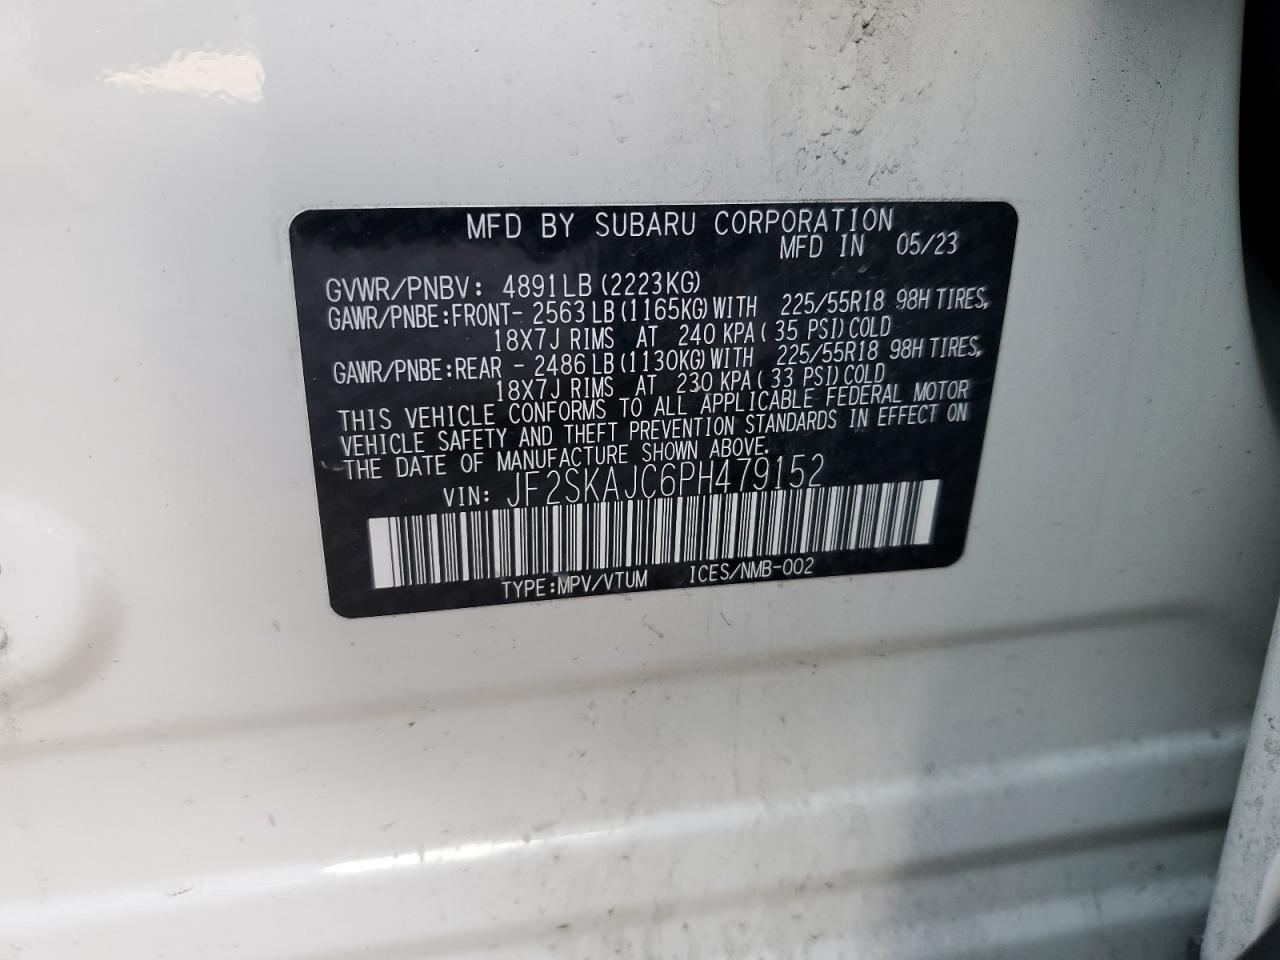 MFD BY SUBARU CORPORATION
MFD IN 05/23
GVWR/PNBV: 4891LB(2223KG)
GAWR/PNBE:FRONT- 2563LB(1165KG)WITH 225/55R18 98H TIRES,
18X7J RIMS AT 240 KPA( 35 PSI)COLD
GAWR/PNBE:REAR - 2486LB(1130KG)WITH 225/55R18 98H TIRES,
18X7J RIMS AT 230 KPA( 33 PSI)COLD
THIS VEHICLE CONFORMS TO ALL APPLICABLE FEDERAL MOTOR
VEHICLE SAFETY AND THEFT PREVENTION STANDARDS IN EFFECT ON
THE DATE OF MANUFACTURE SHOWN ABOVE.
VIN: JF2SKAJC6PH479152
TYPE:MPV/VTUM ICES/NMB-002